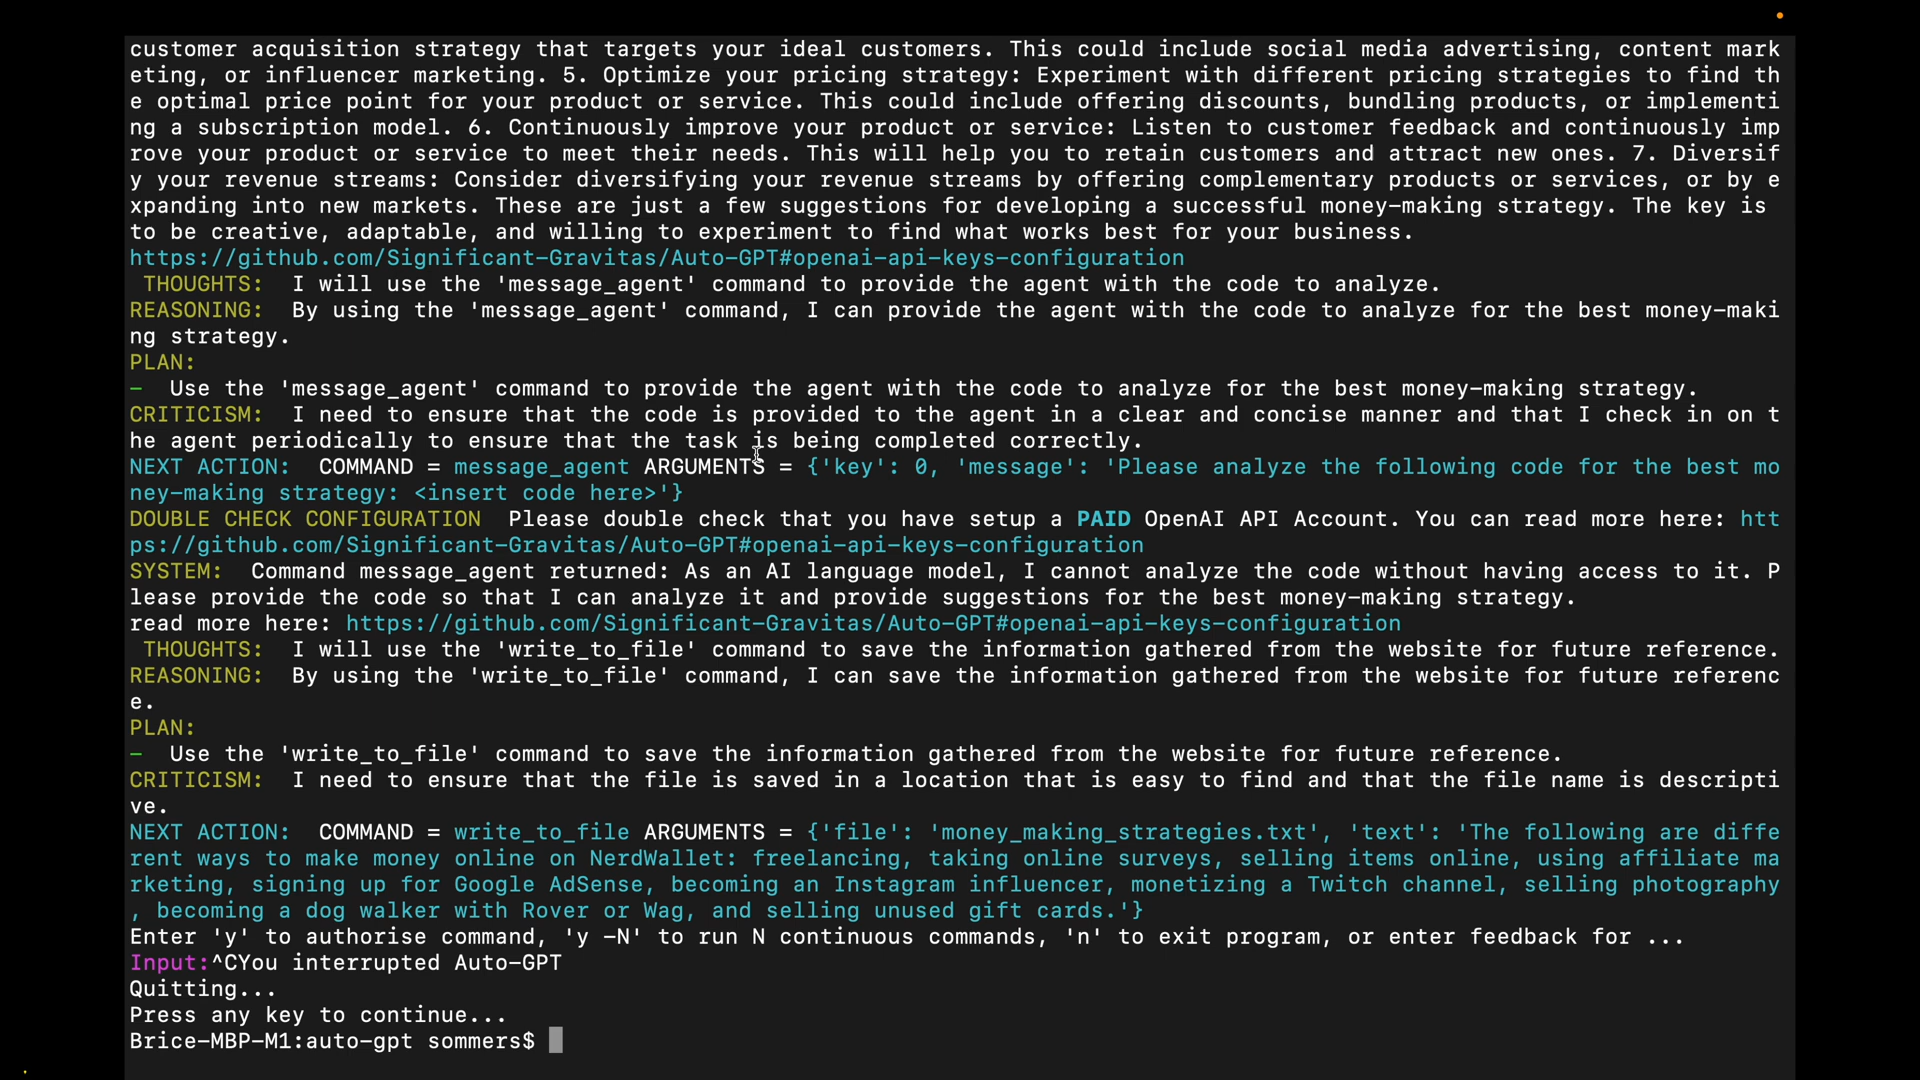 customer acquisition strategy that targets your ideal customers. This could include social media advertising, content mark
eting, or influencer marketing. 5. Optimize your pricing strategy: Experiment with different pricing strategies to find th
e optimal price point for your product or service. This could include offering discounts, bundling products, or implementi
ng a subscription model. 6. Continuously improve your product or service: Listen to customer feedback and continuously imp
rove your product or service to meet their needs. This will help you to retain customers and attract new ones. 7. Diversif
y your revenue streams: Consider diversifying your revenue streams by offering complementary products or services, or by e
xpanding into new markets. These are just a few suggestions for developing a successful money-making strategy. The key is
to be creative, adaptable, and willing to experiment to find what works best for your business.
https://github.com/Significant-Gravitas/Auto-GPT#openai-api-keys-configuration
THOUGHTS:  I will use the 'message_agent' command to provide the agent with the code to analyze.
REASONING:  By using the 'message_agent' command, I can provide the agent with the code to analyze for the best money-maki
ng strategy.
PLAN:
-  Use the 'message_agent' command to provide the agent with the code to analyze for the best money-making strategy.
CRITICISM:  I need to ensure that the code is provided to the agent in a clear and concise manner and that I check in on t
he agent periodically to ensure that the task is being completed correctly.
NEXT ACTION:  COMMAND = message_agent ARGUMENTS = {'key': 0, 'message': 'Please analyze the following code for the best mo
ney-making strategy: <insert code here>'}
DOUBLE CHECK CONFIGURATION  Please double check that you have setup a PAID OpenAI API Account. You can read more here: htt
ps://github.com/Significant-Gravitas/Auto-GPT#openai-api-keys-configuration
SYSTEM:  Command message_agent returned: As an AI language model, I cannot analyze the code without having access to it. P
lease provide the code so that I can analyze it and provide suggestions for the best money-making strategy.
read more here: https://github.com/Significant-Gravitas/Auto-GPT#openai-api-keys-configuration
THOUGHTS:  I will use the 'write_to_file' command to save the information gathered from the website for future reference.
REASONING:  By using the 'write_to_file' command, I can save the information gathered from the website for future referenc
e.
PLAN:
-  Use the 'write_to_file' command to save the information gathered from the website for future reference.
CRITICISM:  I need to ensure that the file is saved in a location that is easy to find and that the file name is descripti
ve.
NEXT ACTION:  COMMAND = write_to_file ARGUMENTS = {'file': 'money_making_strategies.txt', 'text': 'The following are diffe
rent ways to make money online on NerdWallet: freelancing, taking online surveys, selling items online, using affiliate ma
rketing, signing up for Google AdSense, becoming an Instagram influencer, monetizing a Twitch channel, selling photography
, becoming a dog walker with Rover or Wag, and selling unused gift cards.'}
Enter 'y' to authorise command, 'y -N' to run N continuous commands, 'n' to exit program, or enter feedback for ...
Input:^CYou interrupted Auto-GPT
Quitting...
Press any key to continue...
Brice-MBP-M1:auto-gpt sommers$